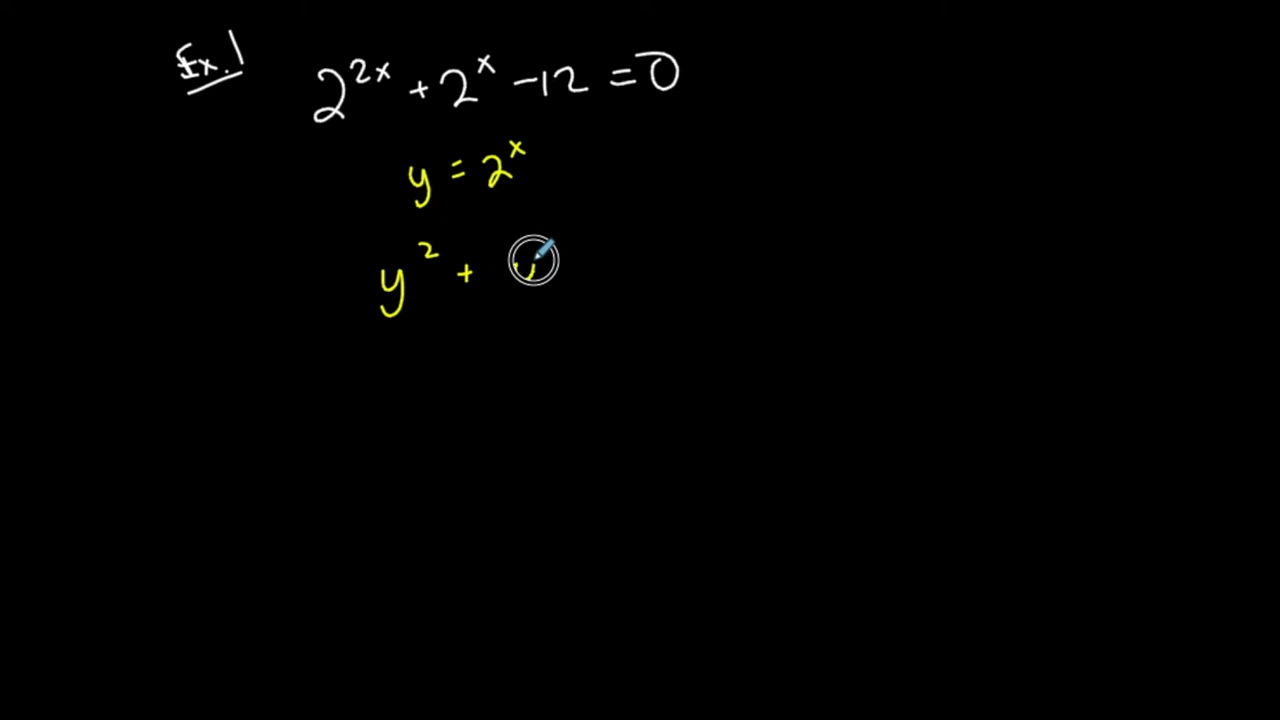 Ex. 1
2^{2x} + 2^x - 12 = 0
y = 2^x
y^2 +